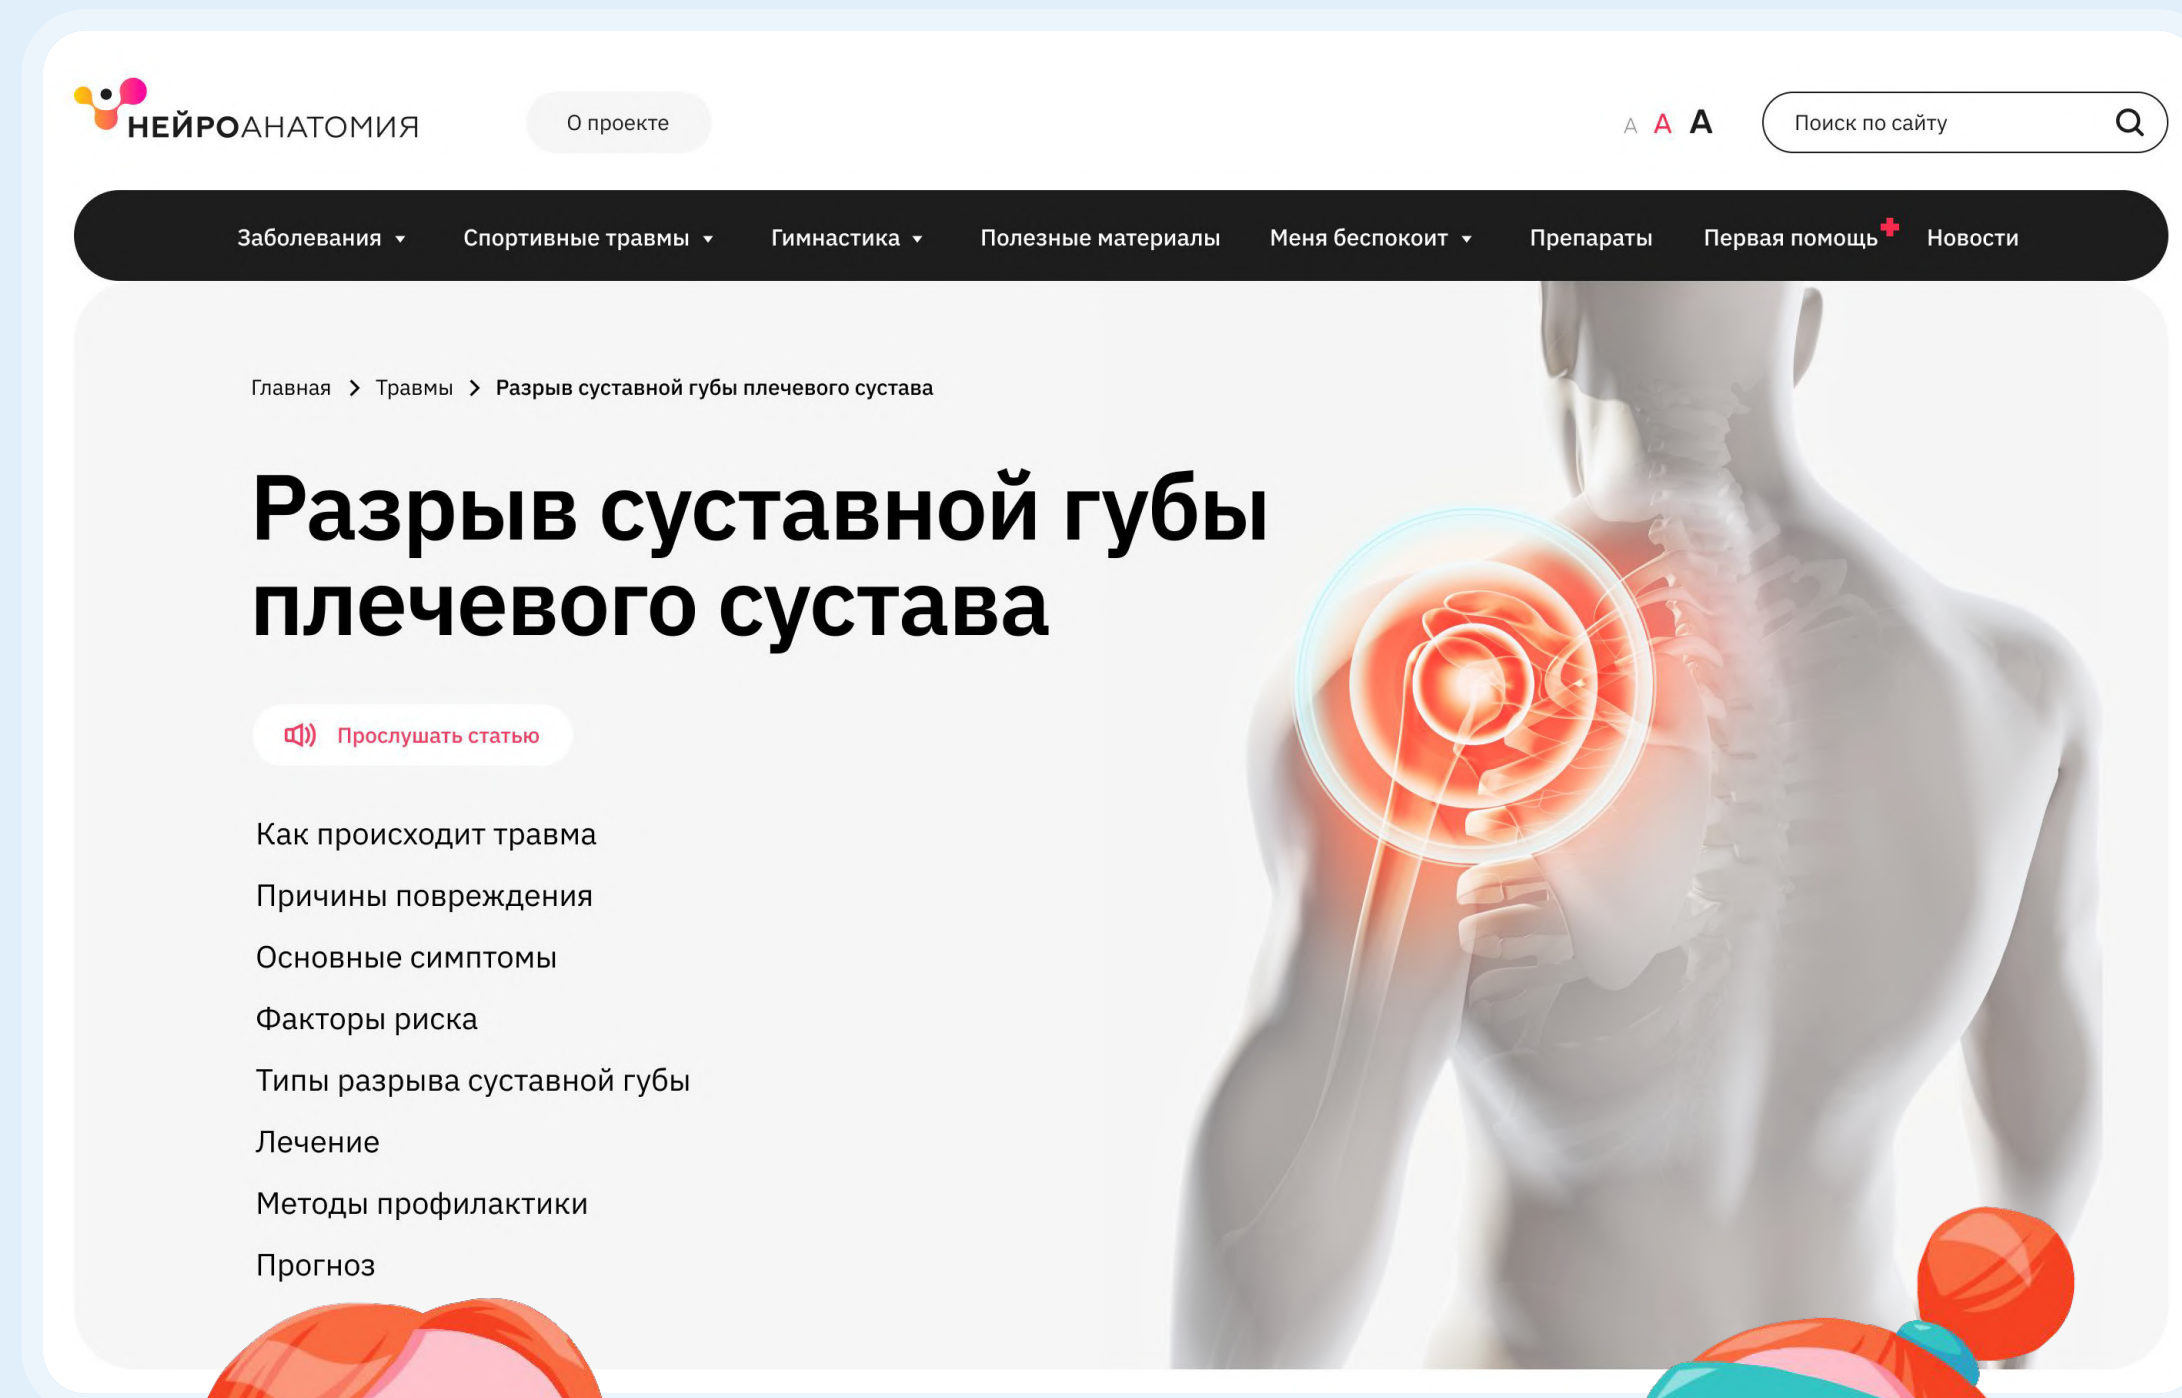 НЕЙРОАНАТОМИЯ
О проекте
А А А
Поиск по сайту
Заболевания Спортивные травмы Гимнастика Полезные материалы Меня беспокоит Препараты Первая помощь Новости
Главная > Травмы > Разрыв суставной губы плечевого сустава
Разрыв суставной губы
плечевого сустава
Прослушать статью
Как происходит травма
Причины повреждения
Основные симптомы
Факторы риска
Типы разрыва суставной губы
Лечение
Методы профилактики
Прогноз